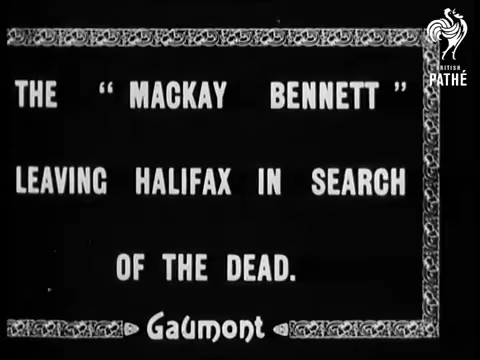 BRITISH
PATHÉ
THE "MACKAY BENNETT"
LEAVING HALIFAX IN SEARCH
OF THE DEAD.
Gaumont